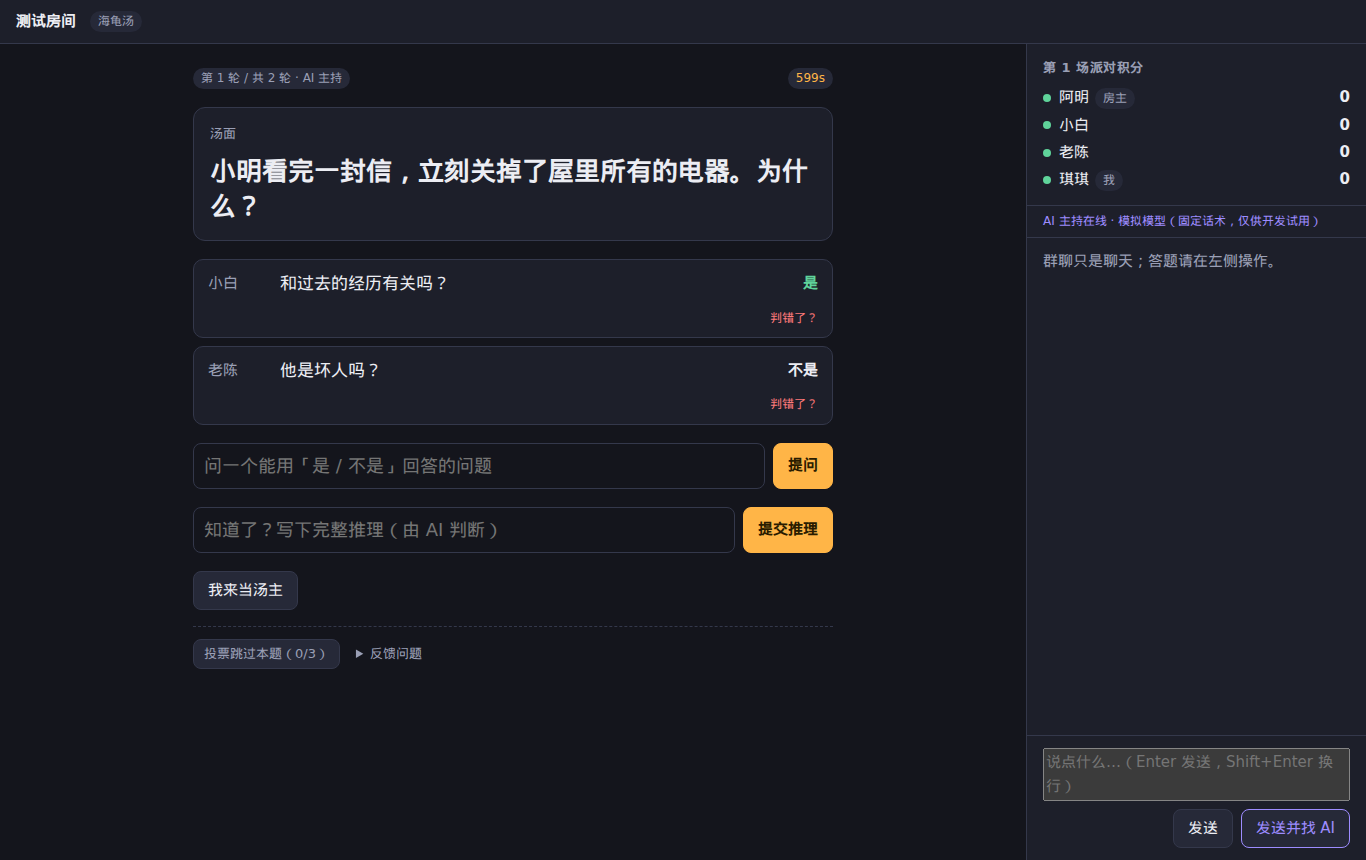 测试房间 海龟汤
第 1 轮 / 共 2 轮 · AI 主持 599s
汤面
小明看完一封信，立刻关掉了屋里所有的电器。为什
么？
小白 和过去的经历有关吗？ 是
判错了？
老陈 他是坏人吗？ 不是
判错了？
问一个能用「是 / 不是」回答的问题 提问
知道了？写下完整推理（由 AI 判断） 提交推理
我来当汤主
投票跳过本题（0/3） ▶ 反馈问题
第 1 场派对积分
阿明 房主 0
小白 0
老陈 0
琪琪 我 0
AI 主持在线 · 模拟模型（固定话术，仅供开发试用）
群聊只是聊天；答题请在左侧操作。
说点什么…（Enter 发送，Shift+Enter 换
行）
发送 发送并找 AI